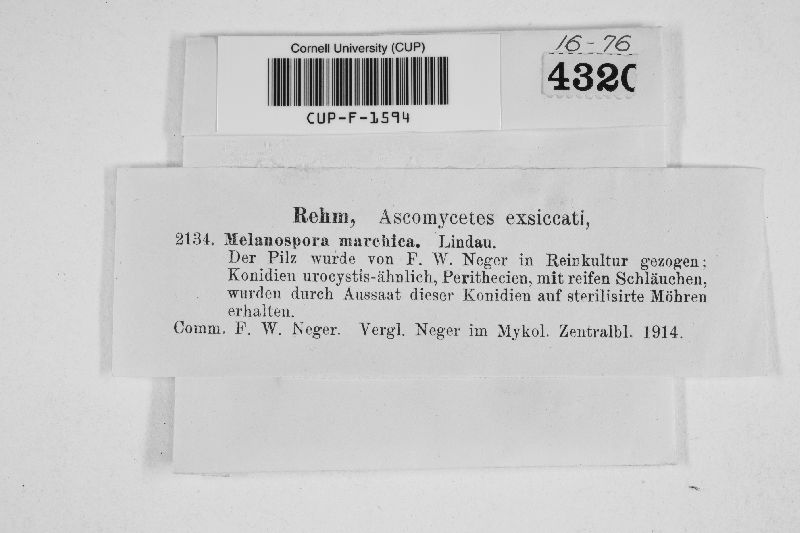 Cornell University (CUP)
CUP-F-1594
16-76
4320
Rehm, Ascomycetes exsiccati,
2134. Melanospora marchica. Lindau.
Der Pilz wurde von F. W. Neger in Reinkultur gezogen;
Konidien urocystis-ähnlich, Perithecien, mit reifen Schläuchen,
wurden durch Aussaat dieser Konidien auf sterilisirte Möhren
erhalten.
Comm. F. W. Neger. Vergl. Neger im Mykol. Zentralbl. 1914.